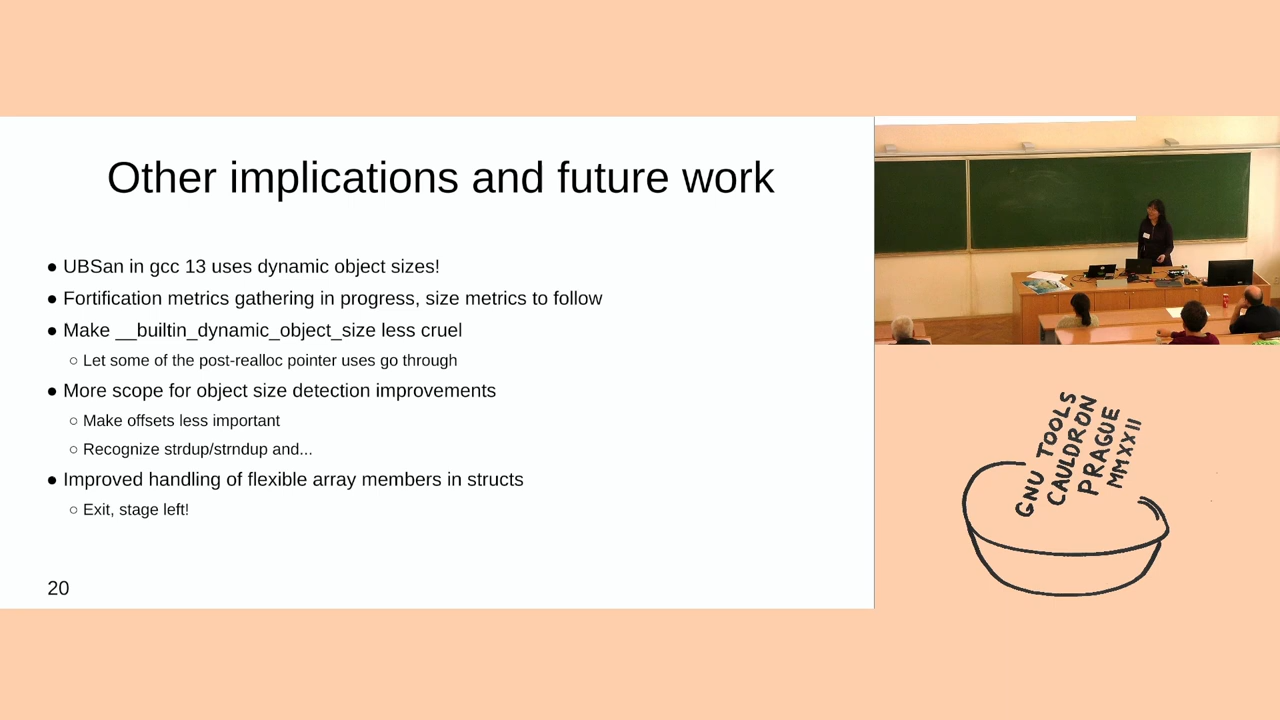 Other implications and future work
● UBSan in gcc 13 uses dynamic object sizes!
● Fortification metrics gathering in progress, size metrics to follow
● Make __builtin_dynamic_object_size less cruel
○ Let some of the post-realloc pointer uses go through
● More scope for object size detection improvements
○ Make offsets less important
○ Recognize strdup/strndup and...
● Improved handling of flexible array members in structs
○ Exit, stage left!
20
GNU TOOLS
CAULDRON
PRAGUE
MMXXII